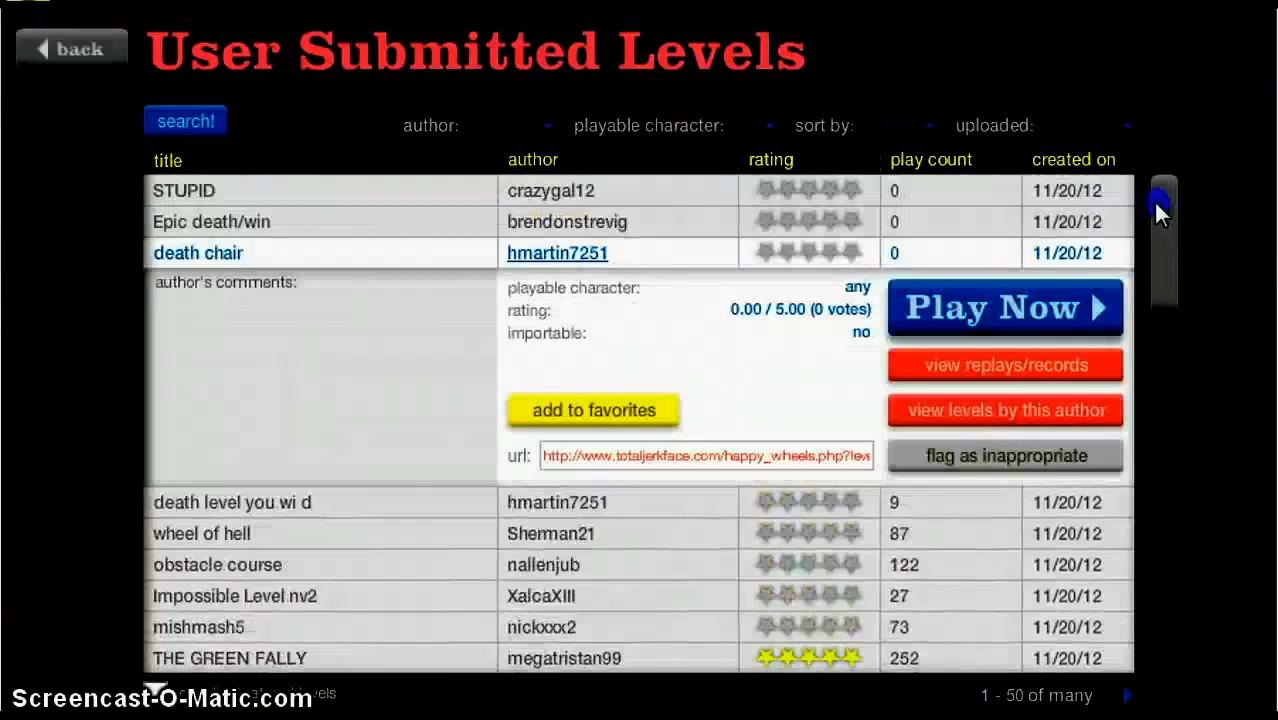 back
User Submitted Levels
search!
author: playable character: sort by: uploaded:
title author rating play count created on
STUPID crazygal12 0 11/20/12
Epic death/win brendonstrevig 0 11/20/12
death chair hmartin7251 0 11/20/12
author's comments:
playable character: any
rating: 0.00 / 5.00 (0 votes)
importable: no
Play Now
view replays/records
add to favorites
view levels by this author
url: http://www.totaljerkface.com/happy_wheels.php?leve
flag as inappropriate
death level you wi d hmartin7251 9 11/20/12
wheel of hell Sherman21 87 11/20/12
obstacle course nallenjub 122 11/20/12
Impossible Level nv2 XalcaXIII 27 11/20/12
mishmash5 nickxxx2 73 11/20/12
THE GREEN FALLY megatristan99 252 11/20/12
Screencast-O-Matic.com
1 - 50 of many